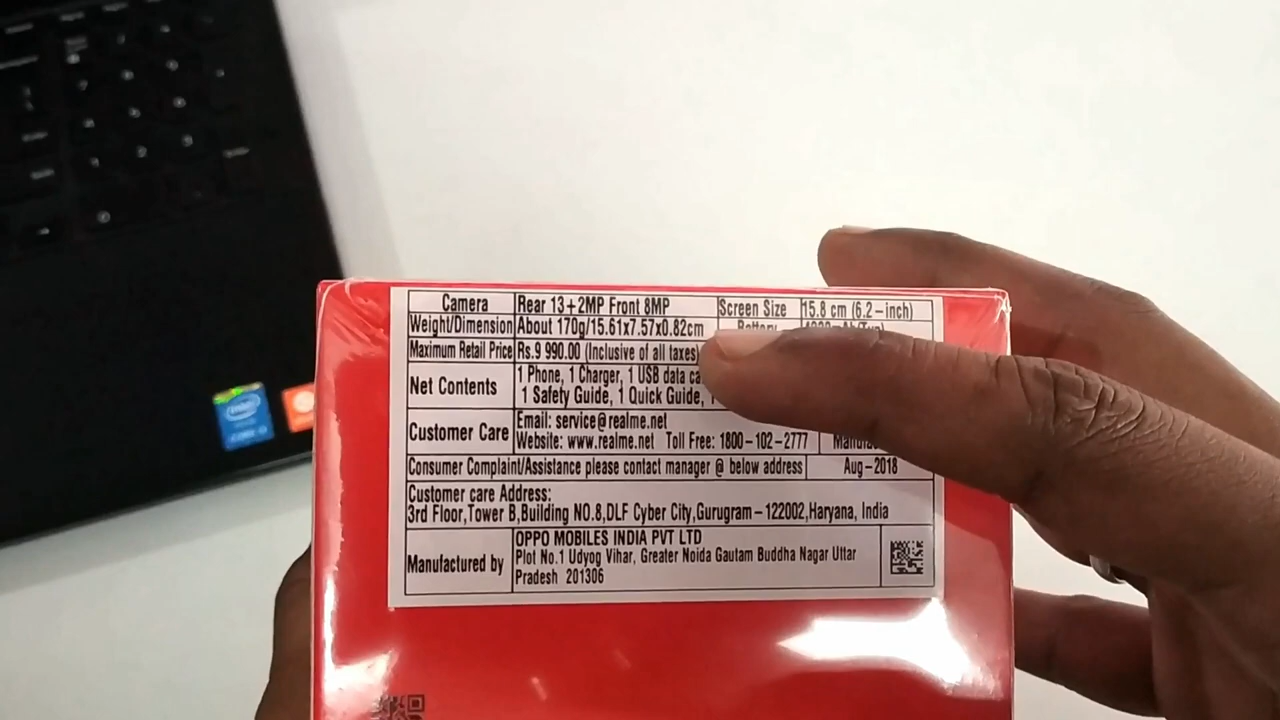 Camera Rear 13+2MP Front 8MP Screen Size 15.8 cm (6.2-inch)
Weight/Dimension About 170g/15.61x7.57x0.82cm Battery
Maximum Retail Price Rs.9 990.00 (Inclusive of all taxes)
Net Contents 1 Phone, 1 Charger, 1 USB data
1 Safety Guide, 1 Quick Guide,
Customer Care Email: service@realme.net
Website: www.realme.net Toll Free: 1800-102-2777
Consumer Complaint/Assistance please contact manager @ below address Aug-2018
Customer care Address:
3rd Floor,Tower B,Building NO.8,DLF Cyber City,Gurugram-122002,Haryana, India
Manufactured by OPPO MOBILES INDIA PVT LTD
Plot No.1 Udyog Vihar, Greater Noida Gautam Buddha Nagar Uttar
Pradesh 201306